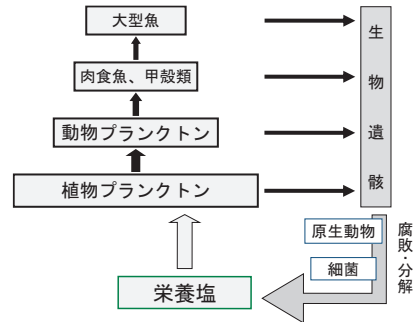 大型魚
肉食魚、甲殻類
動物プランクトン
植物プランクトン
生物遺骸
原生動物
細菌
腐敗・分解
栄養塩